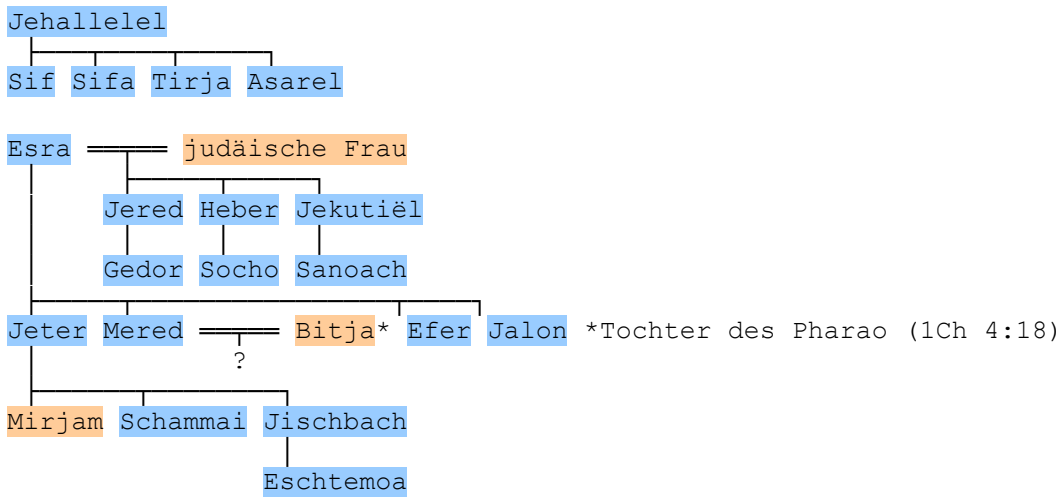 Jehallelel
Sif Sifa Tirja Asarel
Esra judäische Frau
Jered Heber Jekutiël
Gedor Socho Sanoach
Jeter Mered Bitja* Efer Jalon *Tochter des Pharao (1Ch 4:18)
?
Mirjam Schammai Jischbach
Eschtemoa